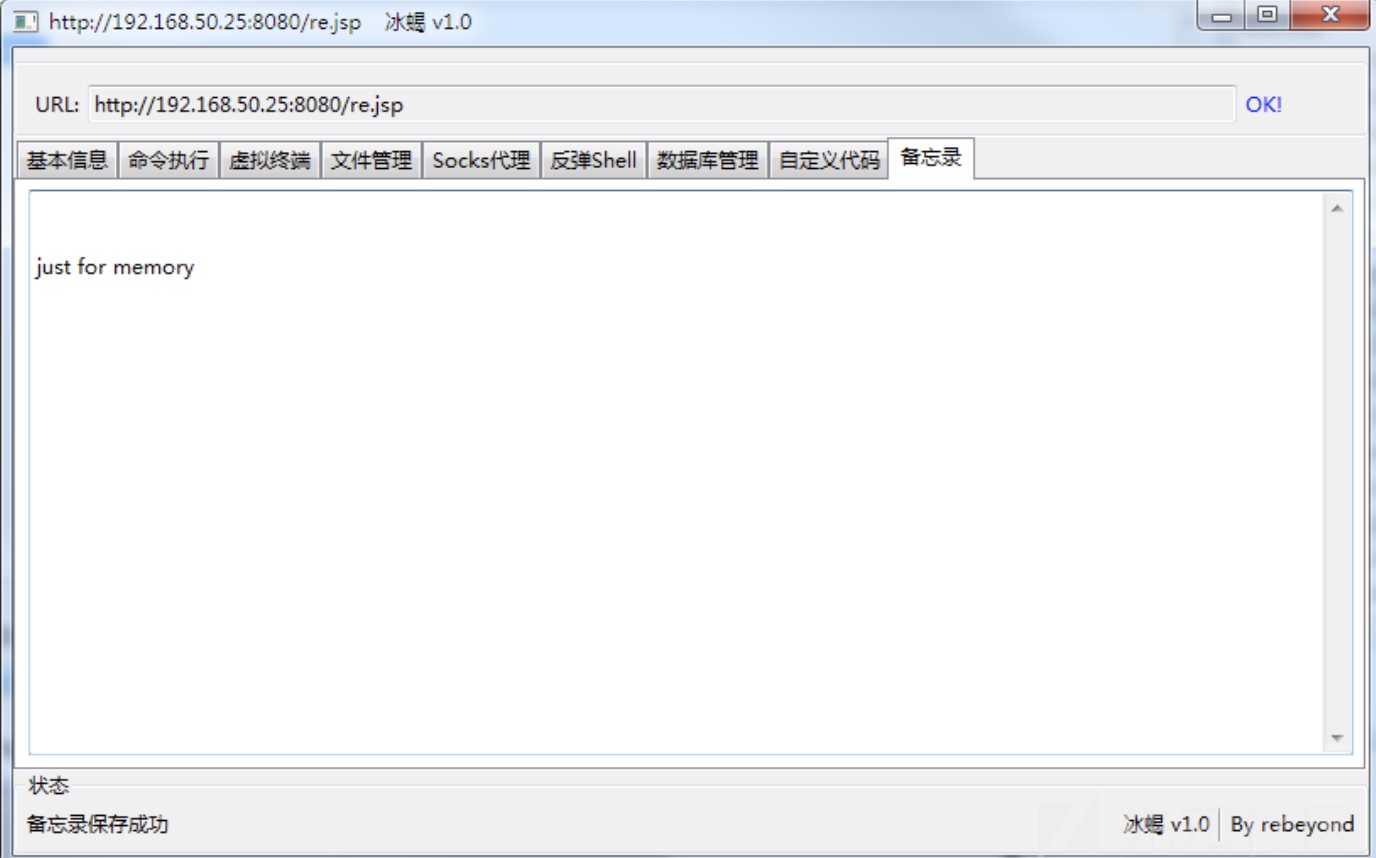 http://192.168.50.25:8080/re.jsp 冰蝎 v1.0
URL: http://192.168.50.25:8080/re.jsp OK!
基本信息 命令执行 虚拟终端 文件管理 Socks代理 反弹Shell 数据库管理 自定义代码 备忘录
just for memory
状态
备忘录保存成功 冰蝎 v1.0 By rebeyond